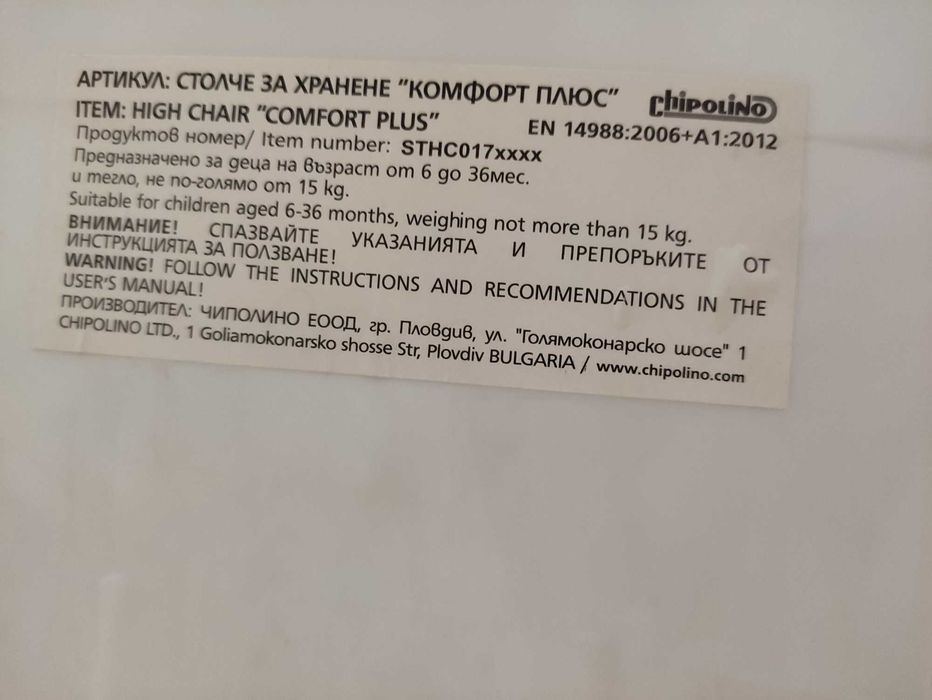 АРТИКУЛ: СТОЛЧЕ ЗА ХРАНЕНЕ "КОМФОРТ ПЛЮС"
chipolino
ITEM: HIGH CHAIR "COMFORT PLUS"
EN 14988:2006+A1:2012
Продуктов номер/ Item number: STHC017xxxx
Предназначено за деца на възраст от 6 до 36мес.
и тегло, не по-голямо от 15 kg.
Suitable for children aged 6-36 months, weighing not more than 15 kg.
ВНИМАНИЕ! СПАЗВАЙТЕ УКАЗАНИЯТА И ПРЕПОРЪКИТЕ ОТ
ИНСТРУКЦИЯТА ЗА ПОЛЗВАНЕ!
WARNING! FOLLOW THE INSTRUCTIONS AND RECOMMENDATIONS IN THE
USER'S MANUAL!
ПРОИЗВОДИТЕЛ: ЧИПОЛИНО ЕООД, гр. Пловдив, ул. "Голямоконарско шосе" 1
CHIPOLINO LTD., 1 Goliamokonarsko shosse Str, Plovdiv BULGARIA / www.chipolino.com